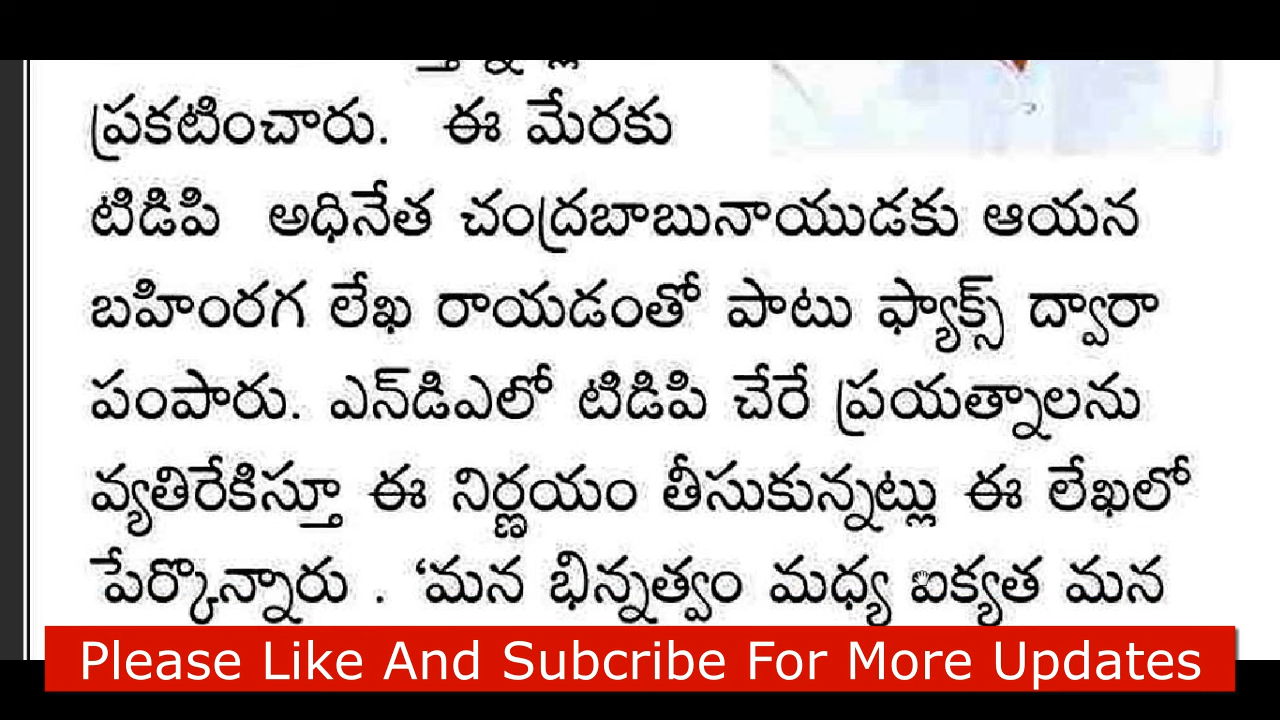 ప్రకటించారు. ఈ మేరకు
టిడిపి అధినేత చంద్రబాబునాయుడకు ఆయన
బహింరగ లేఖ రాయడంతో పాటు ఫ్యాక్స్ ద్వారా
పంపారు. ఎన్‌డిఎలో టిడిపి చేరే ప్రయత్నాలను
వ్యతిరేకిస్తూ ఈ నిర్ణయం తీసుకున్నట్లు ఈ లేఖలో
పేర్కొన్నారు . ‘మన భిన్నత్వం మధ్య ఐక్యత మన
Please Like And Subcribe For More Updates